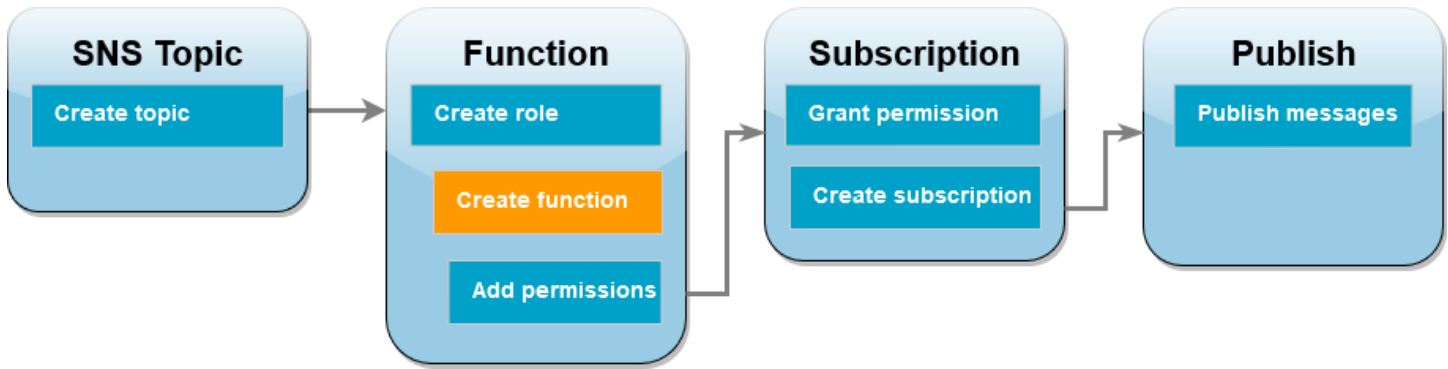 SNS Topic
Create topic
Function
Create role
Create function
Add permissions
Subscription
Grant permission
Create subscription
Publish
Publish messages